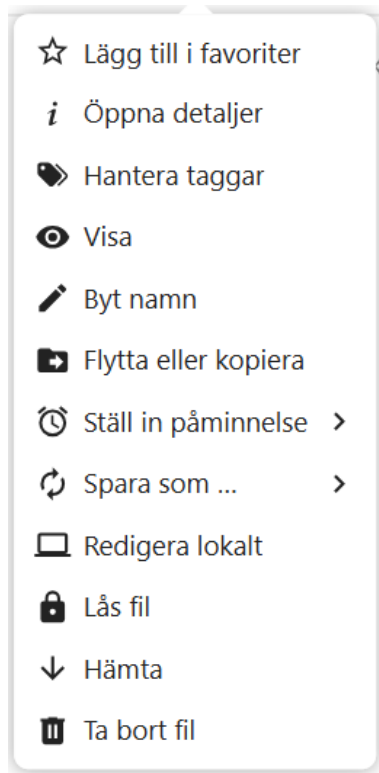 Lägg till i favoriter
Öppna detaljer
Hantera taggar
Visa
Byt namn
Flytta eller kopiera
Ställ in påminnelse
Spara som ...
Redigera lokalt
Lås fil
Hämta
Ta bort fil